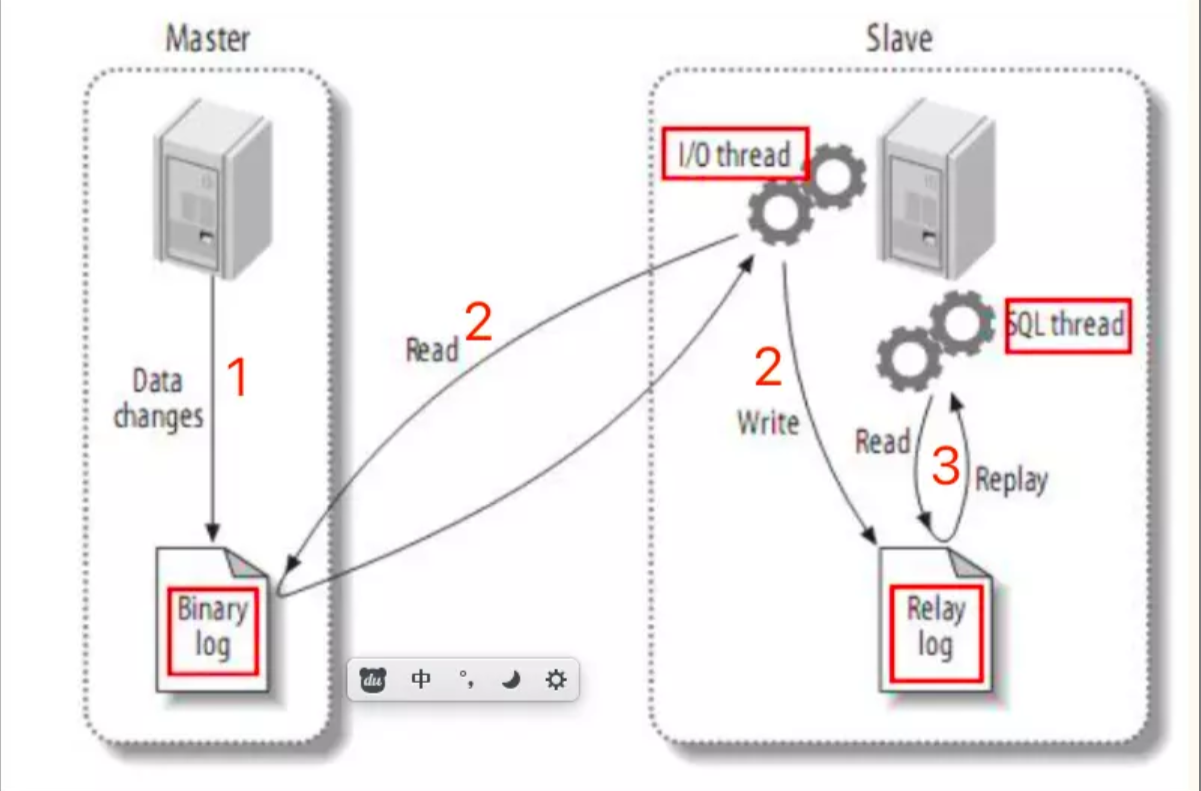 Master
Slave
I/O thread
SQL thread
Read
2
Data
changes
1
2
Write
Read
3
Replay
Binary
log
Relay
log
du
中
°,